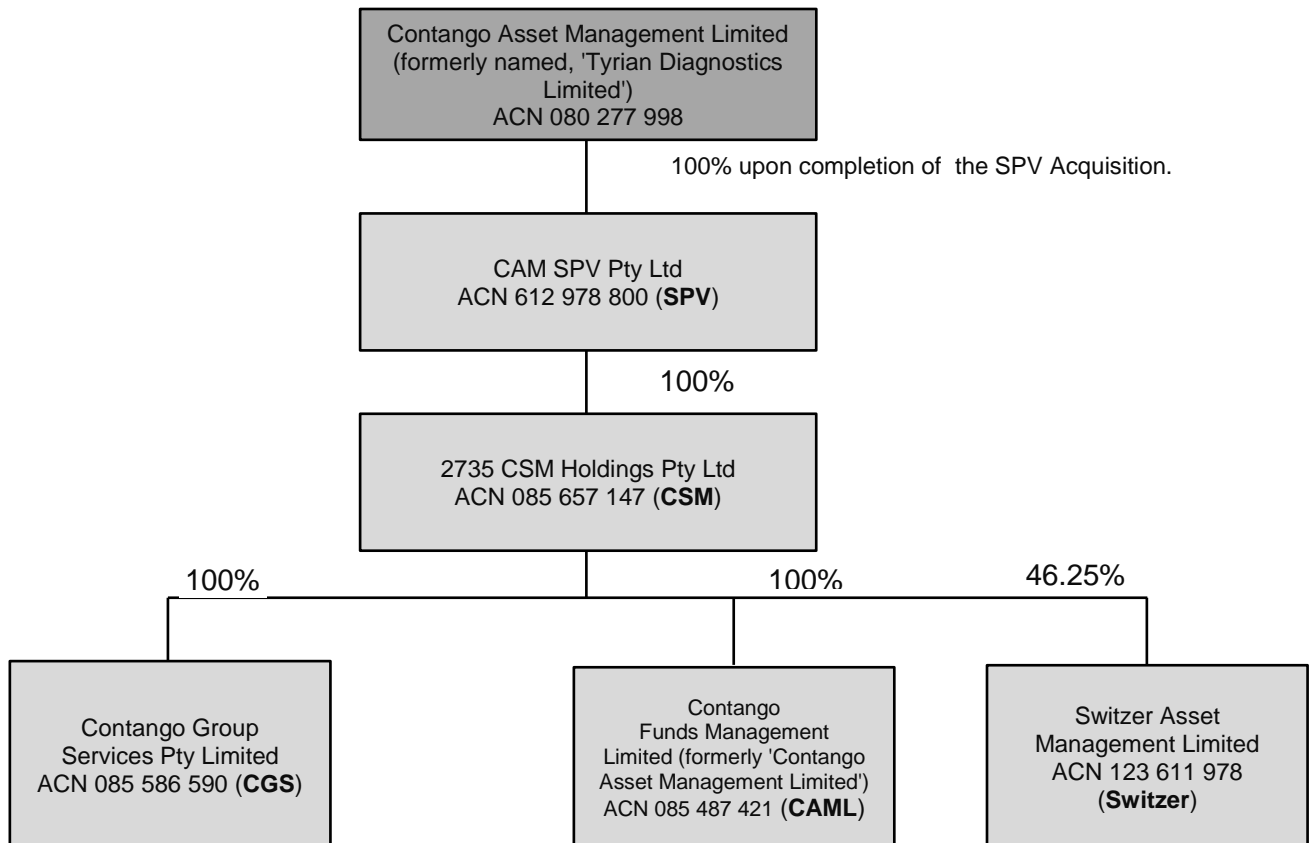 Contango Asset Management Limited
(formerly named, 'Tyrian Diagnostics
Limited')
ACN 080 277 998
100% upon completion of the SPV Acquisition.
CAM SPV Pty Ltd
ACN 612 978 800 (SPV)
100%
2735 CSM Holdings Pty Ltd
ACN 085 657 147 (CSM)
100%
100%
46.25%
Contango Group
Services Pty Limited
ACN 085 586 590 (CGS)
Contango
Funds Management
Limited (formerly 'Contango
Asset Management Limited')
ACN 085 487 421 (CAML)
Switzer Asset
Management Limited
ACN 123 611 978
(Switzer)